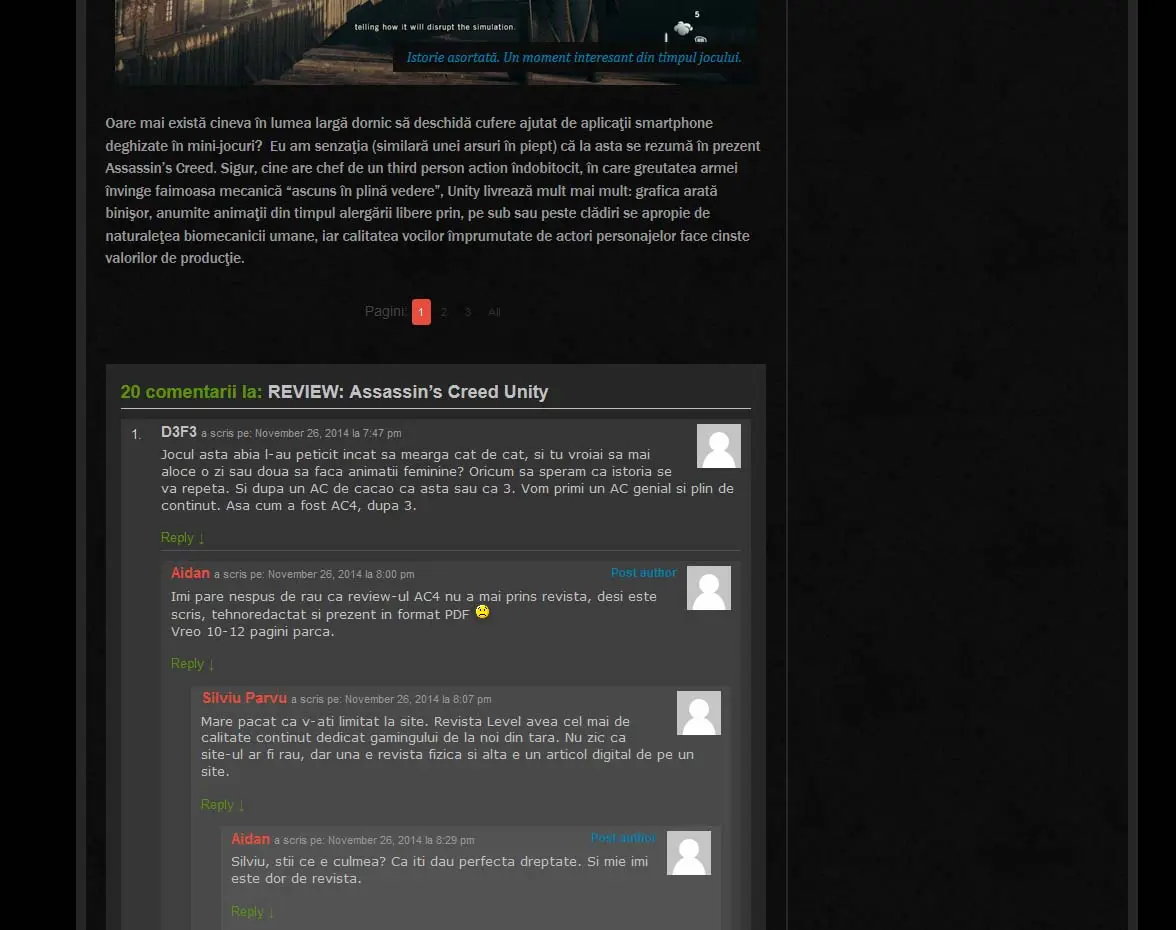 telling how it will disrupt the simulation.
5
Istorie asortată. Un moment interesant din timpul jocului.
Oare mai există cineva în lumea largă dornic să deschidă cufere ajutat de aplicaţii smartphone
deghizate în mini-jocuri?  Eu am senzaţia (similară unei arsuri în piept) că la asta se rezumă în prezent
Assassin’s Creed. Sigur, cine are chef de un third person action îndobitocit, în care greutatea armei
învinge faimoasa mecanică “ascuns în plină vedere”, Unity livrează mult mai mult: grafica arată
binişor, anumite animaţii din timpul alergării libere prin, pe sub sau peste clădiri se apropie de
naturaleţea biomecanicii umane, iar calitatea vocilor împrumutate de actori personajelor face cinste
valorilor de producţie.
Pagini: 1 2 3 All
20 comentarii la: REVIEW: Assassin’s Creed Unity
1. D3F3 a scris pe: November 26, 2014 la 7:47 pm
Jocul asta abia l-au peticit incat sa mearga cat de cat, si tu vroiai sa mai
aloce o zi sau doua sa faca animatii feminine? Oricum sa speram ca istoria se
va repeta. Si dupa un AC de cacao ca asta sau ca 3. Vom primi un AC genial si plin de
continut. Asa cum a fost AC4, dupa 3.
Reply ↓
Aidan a scris pe: November 26, 2014 la 8:00 pm Post author
Imi pare nespus de rau ca review-ul AC4 nu a mai prins revista, desi este
scris, tehnoredactat si prezent in format PDF
Vreo 10-12 pagini parca.
Reply ↓
Silviu Parvu a scris pe: November 26, 2014 la 8:07 pm
Mare pacat ca v-ati limitat la site. Revista Level avea cel mai de
calitate continut dedicat gamingului de la noi din tara. Nu zic ca
site-ul ar fi rau, dar una e revista fizica si alta e un articol digital de pe un
site.
Reply ↓
Aidan a scris pe: November 26, 2014 la 8:29 pm Post author
Silviu, stii ce e culmea? Ca iti dau perfecta dreptate. Si mie imi
este dor de revista.
Reply ↓